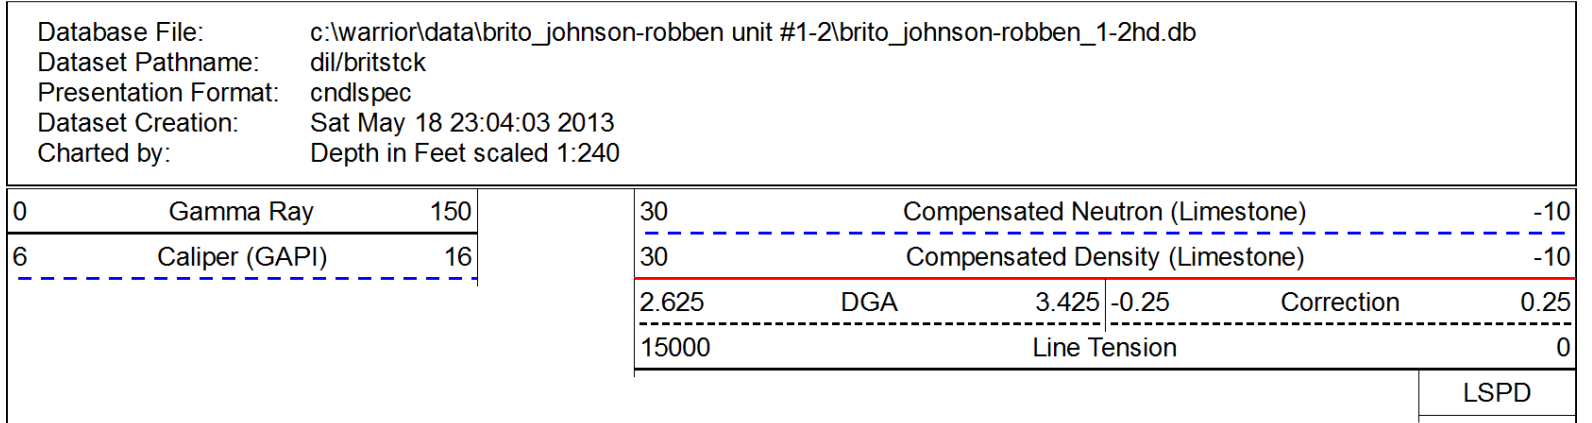 Database File: c:\warrior\data\brito_johnson-robben unit #1-2\brito_johnson-robben_1-2hd.db
Dataset Pathname: dil/britstck
Presentation Format: cndlspec
Dataset Creation: Sat May 18 23:04:03 2013
Charted by: Depth in Feet scaled 1:240
0 Gamma Ray 150 30 Compensated Neutron (Limestone) -10
6 Caliper (GAPI) 16 30 Compensated Density (Limestone) -10
2.625 DGA 3.425 -0.25 Correction 0.25
15000 Line Tension 0
LSPD